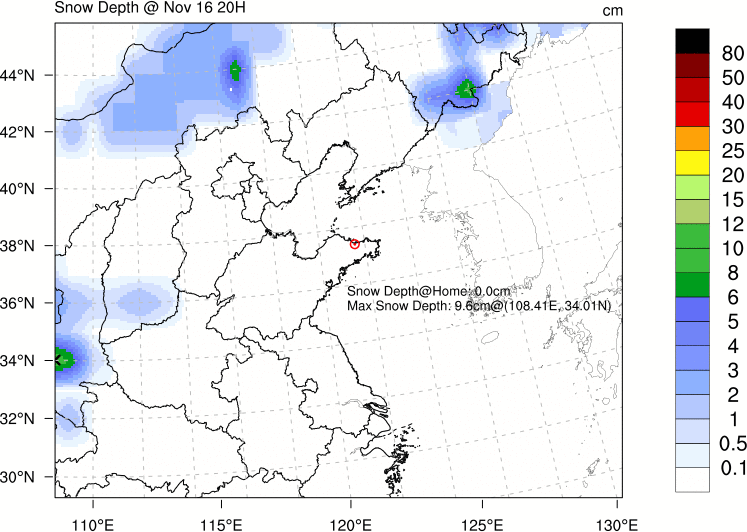 Snow Depth @ Nov 16 20H
cm
44°N
42°N
40°N
38°N
36°N
34°N
32°N
30°N
110°E
115°E
120°E
125°E
130°E
Snow Depth@Home: 0.0cm
Max Snow Depth: 9.6cm@(108.41E, 34.01N)
80
50
40
30
25
20
15
12
10
8
6
5
4
3
2
1
0.5
0.1